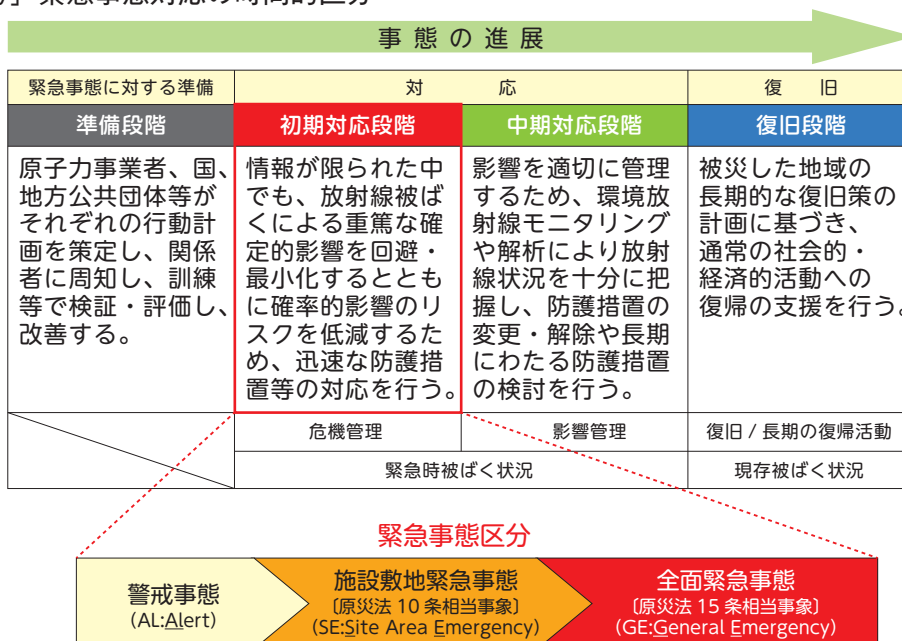 緊急事態対応の時間的区分
事態の進展
緊急事態に対する準備
対応
復旧
準備段階
初期対応段階
中期対応段階
復旧段階
原子力事業者、国、
地方公共団体等が
それぞれの行動計
画を策定し、関係
者に周知し、訓練
等で検証・評価し、
改善する。
情報が限られた中
でも、放射線被ば
くによる重篤な確
定的影響を回避・
最小化するととも
に確率的影響のリ
スクを低減するた
め、迅速な防護措
置等の対応を行う。
影響を適切に管理
するため、環境放
射線モニタリング
や解析により放射
線状況を十分に把
握し、防護措置の
変更・解除や長期
にわたる防護措置
の検討を行う。
被災した地域の
長期的な復旧策の
計画に基づき、
通常の社会的・
経済的活動への
復帰の支援を行う。
危機管理
影響管理
復旧 / 長期の復帰活動
緊急時被ばく状況
現存被ばく状況
緊急事態区分
警戒事態
(AL:Alert)
施設敷地緊急事態
〔原災法 10 条相当事象〕
(SE:Site Area Emergency)
全面緊急事態
〔原災法 15 条相当事象〕
(GE:General Emergency)